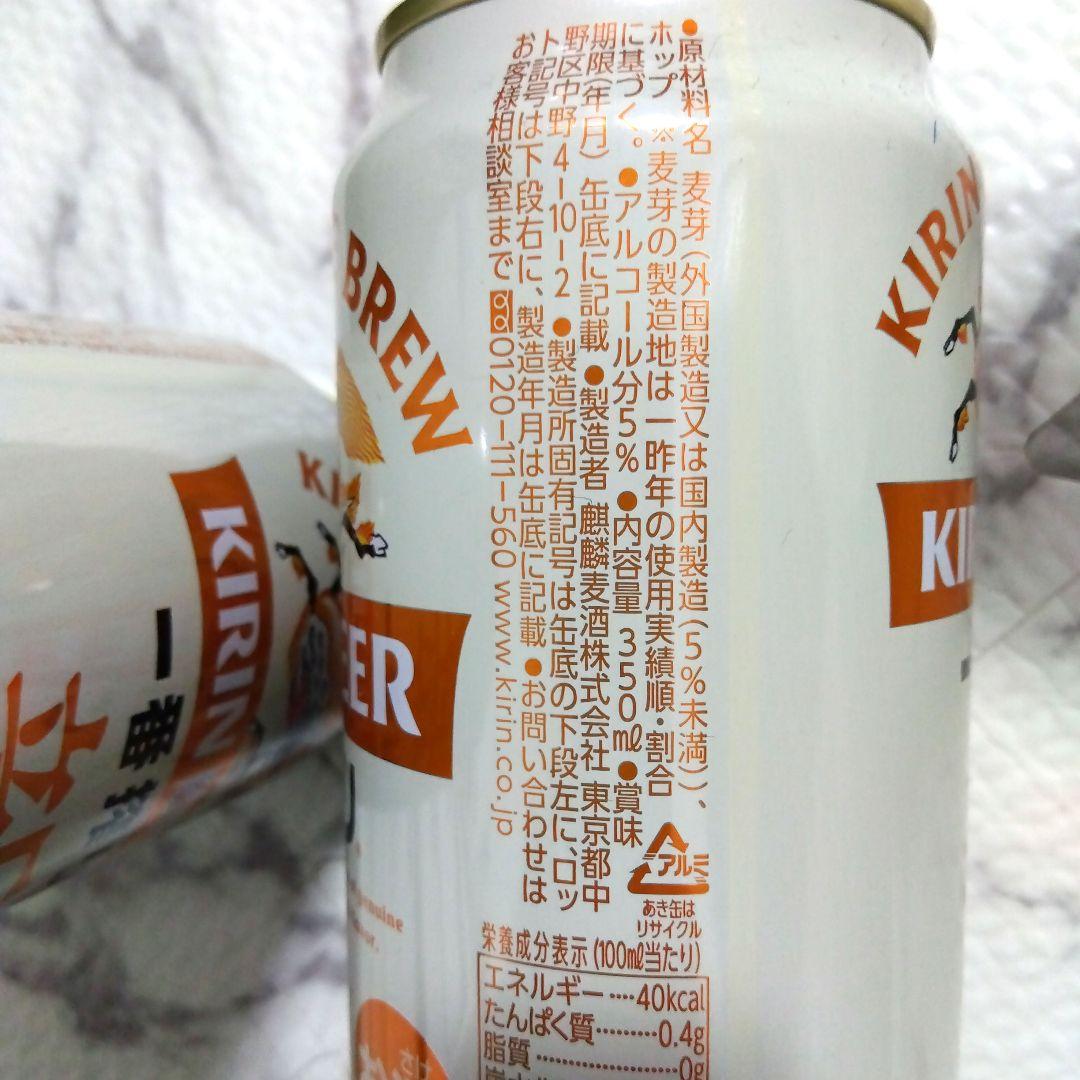 ●原材料名 麦芽(外国製造又は国内製造(5%未満)、
ホップ ※麦芽の製造地は一昨年の使用実績順・割合
に基づく。●アルコール分5% ●内容量 350ml ●賞味
期限(年月) 缶底に記載 ●製造者 麒麟麦酒株式会社 東京都中
野区中野4-10-2 ●製造所固有記号は缶底の下段左に、ロッ
ト記号は下段右に、製造年月は缶底に記載 ●お問い合わせは
お客様相談室まで 0120-111-560 www.kirin.co.jp
アルミ
あき缶は
リサイクル
栄養成分表示(100ml当たり)
エネルギー……40kcal
たんぱく質………0.4g
脂質……………0g
BREW
KIRIN
KIRIN
一番